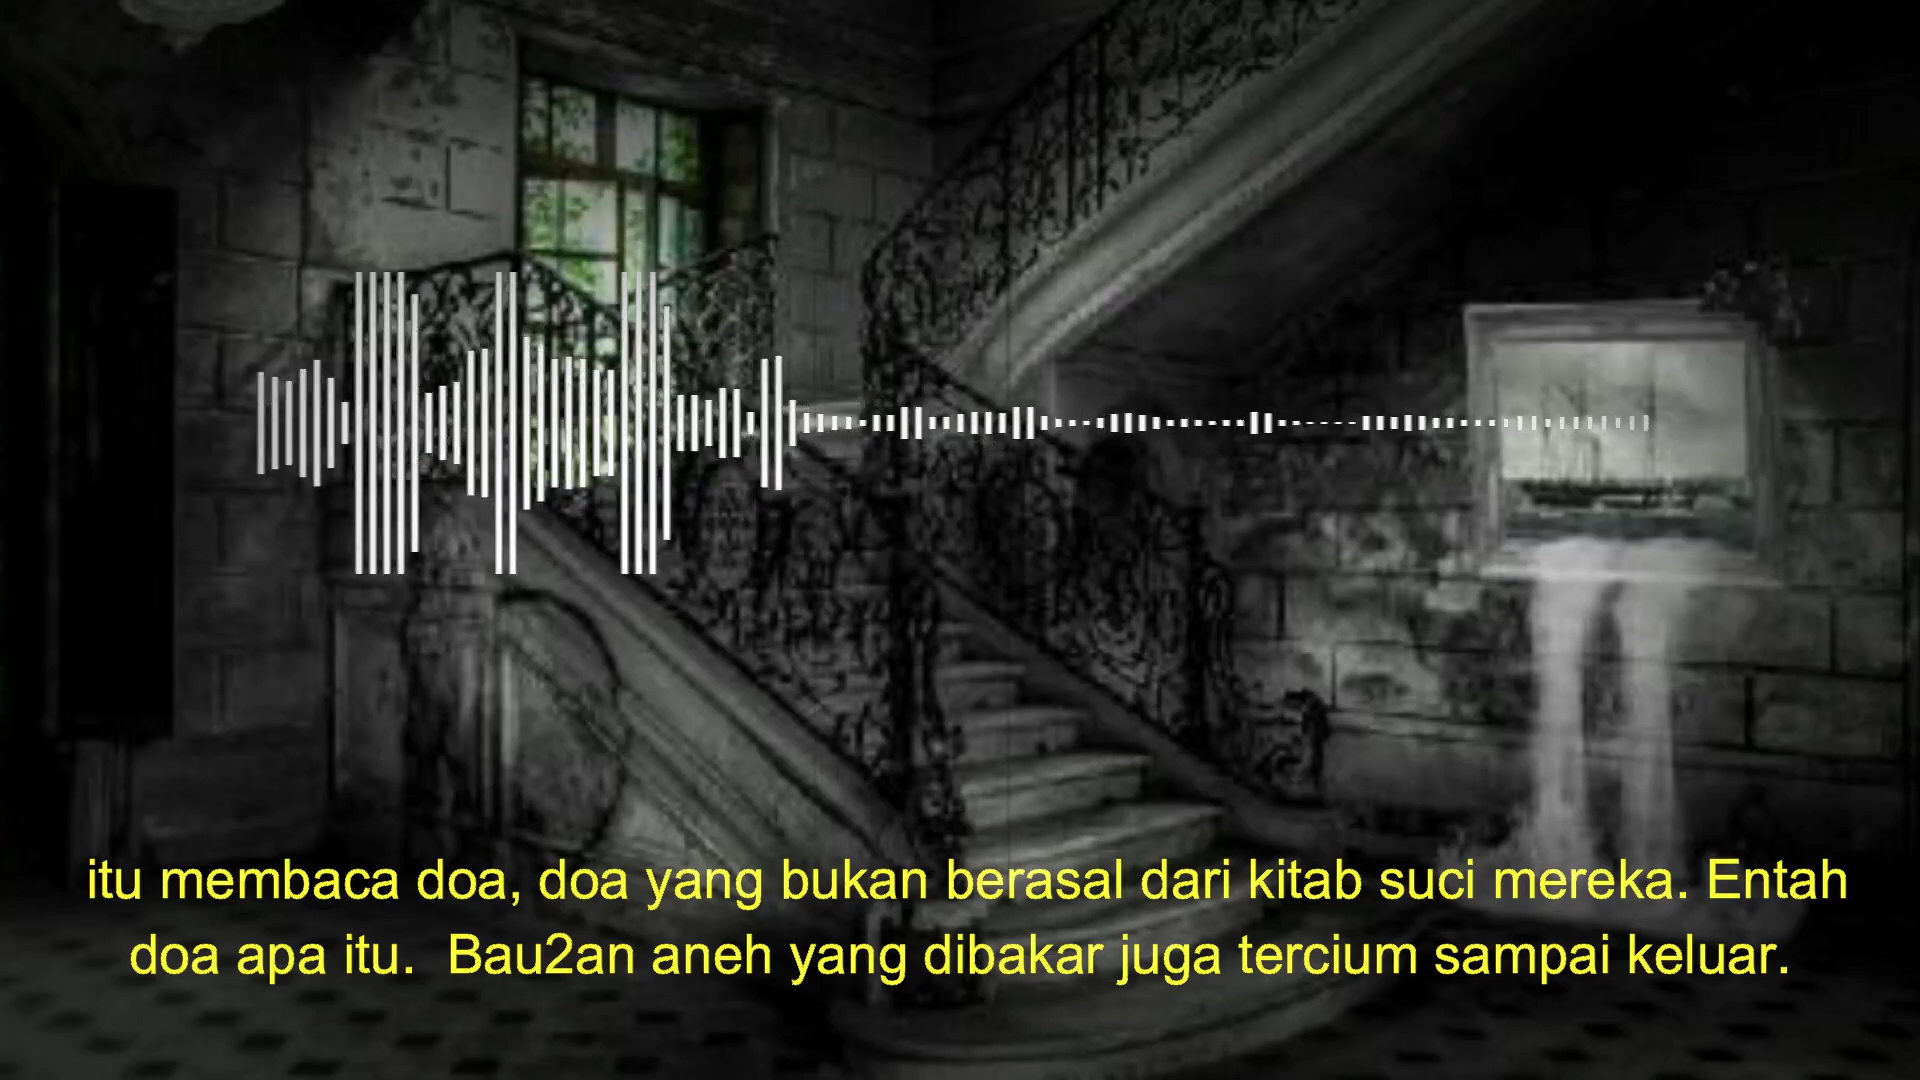 itu membaca doa, doa yang bukan berasal dari kitab suci mereka. Entah
doa apa itu.  Bau2an aneh yang dibakar juga tercium sampai keluar.